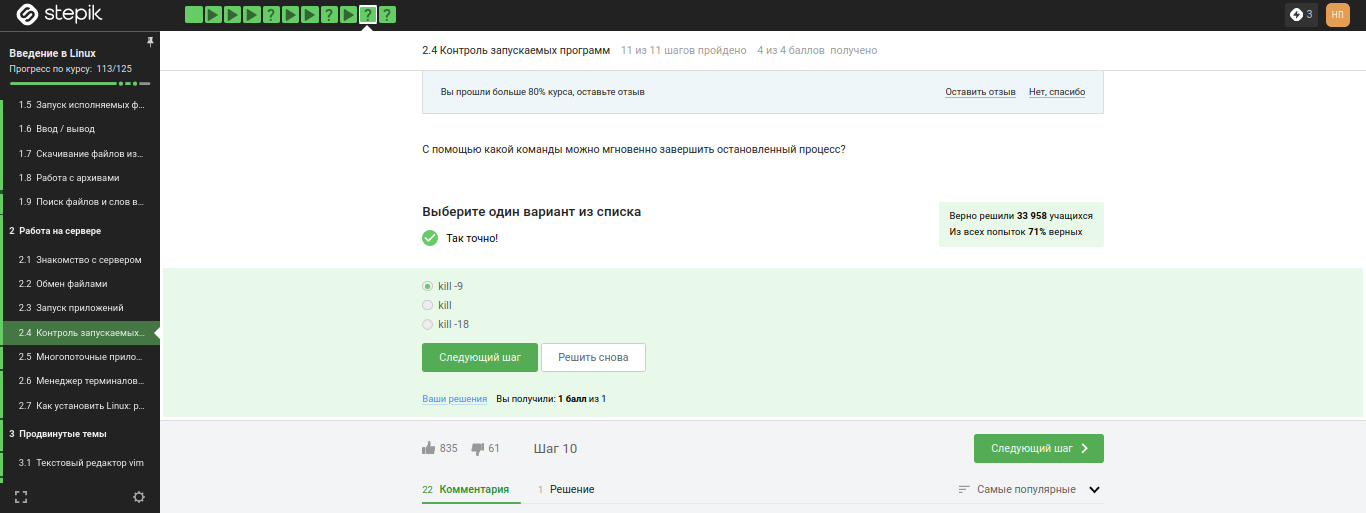 stepik
? ? ? ?
3
НП
Введение в Linux
Прогресс по курсу: 113/125
1.5 Запуск исполняемых ф...
1.6 Ввод / вывод
1.7 Скачивание файлов из...
1.8 Работа с архивами
1.9 Поиск файлов и слов в...
2 Работа на сервере
2.1 Знакомство с сервером
2.2 Обмен файлами
2.3 Запуск приложений
2.4 Контроль запускаемых...
2.5 Многопоточные прило...
2.6 Менеджер терминалов...
2.7 Как установить Linux: р...
3 Продвинутые темы
3.1 Текстовый редактор vim
2.4 Контроль запускаемых программ 11 из 11 шагов пройдено 4 из 4 баллов получено
Вы прошли больше 80% курса, оставьте отзыв Оставить отзыв Нет, спасибо
С помощью какой команды можно мгновенно завершить остановленный процесс?
Выберите один вариант из списка
Так точно!
Верно решили 33 958 учащихся
Из всех попыток 71% верных
kill -9
kill
kill -18
Следующий шаг Решить снова
Ваши решения Вы получили: 1 балл из 1
835 61 Шаг 10 Следующий шаг
22 Комментария 1 Решение Самые популярные